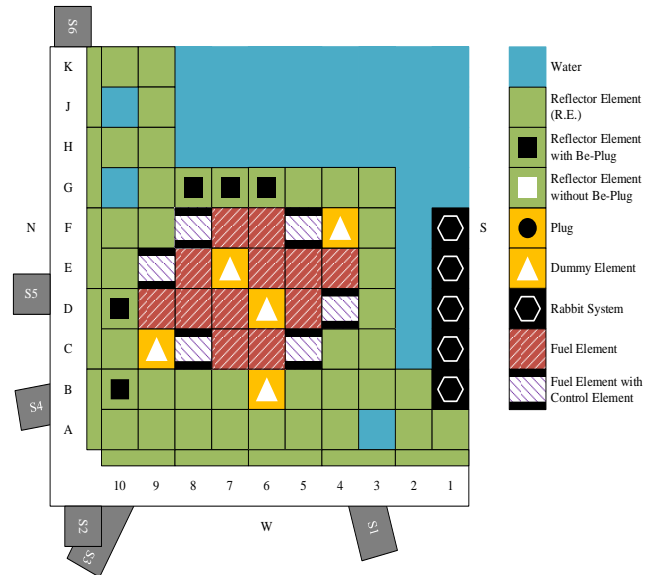 S6
K
J
H
G
N
F
S
E
S5
D
C
S4
B
A
10 9 8 7 6 5 4 3 2 1
S2
S3
W
S1
Water
Reflector Element
(R.E.)
Reflector Element
with Be-Plug
Reflector Element
without Be-Plug
Plug
Dummy Element
Rabbit System
Fuel Element
Fuel Element with
Control Element